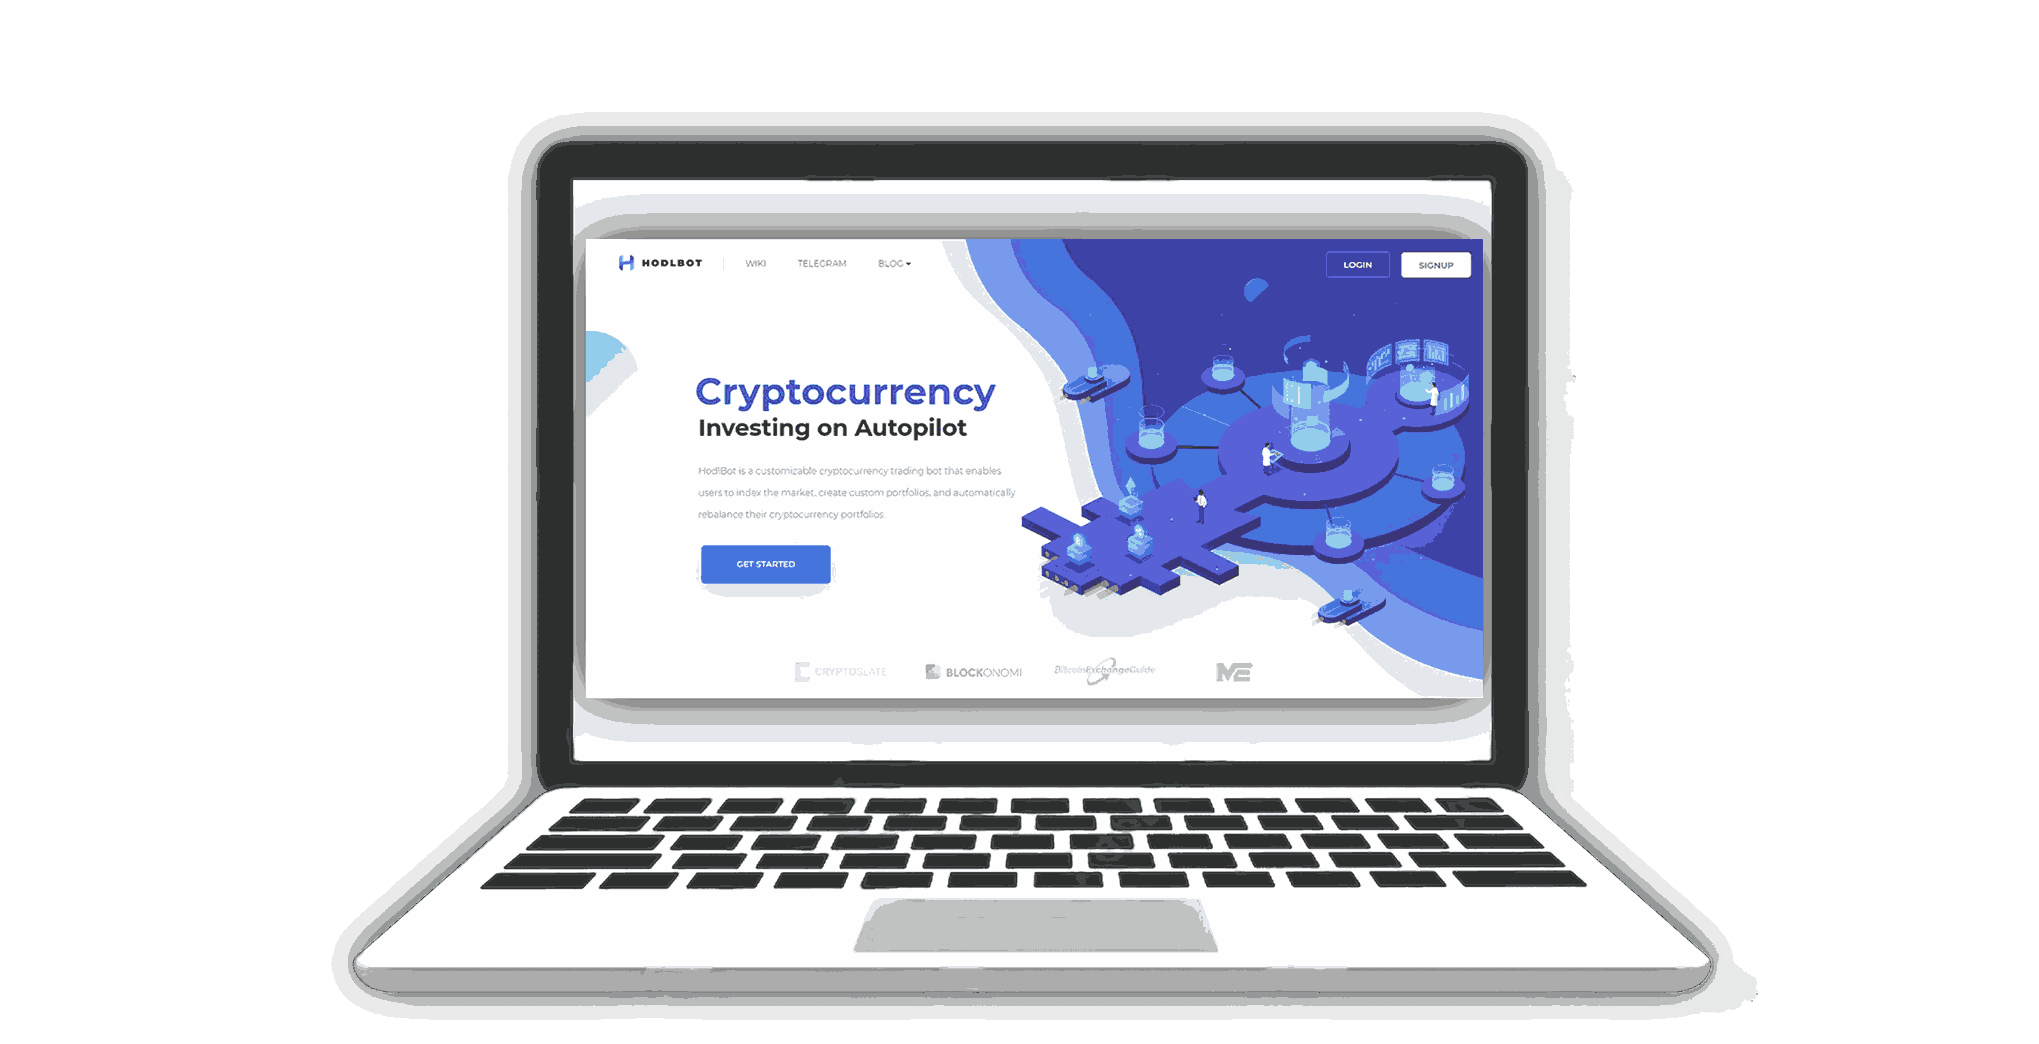 HODLBOT
WIKI
TELEGRAM
BLOG
LOGIN
SIGNUP
Cryptocurrency
Investing on Autopilot
HodlBot is a customizable cryptocurrency trading bot that enables
users to index the market, create custom portfolios, and automatically
rebalance their cryptocurrency portfolios.
GET STARTED
CRYPTOSLATE
BLOCKONOMI
BitcoinExchangeGuide
ME